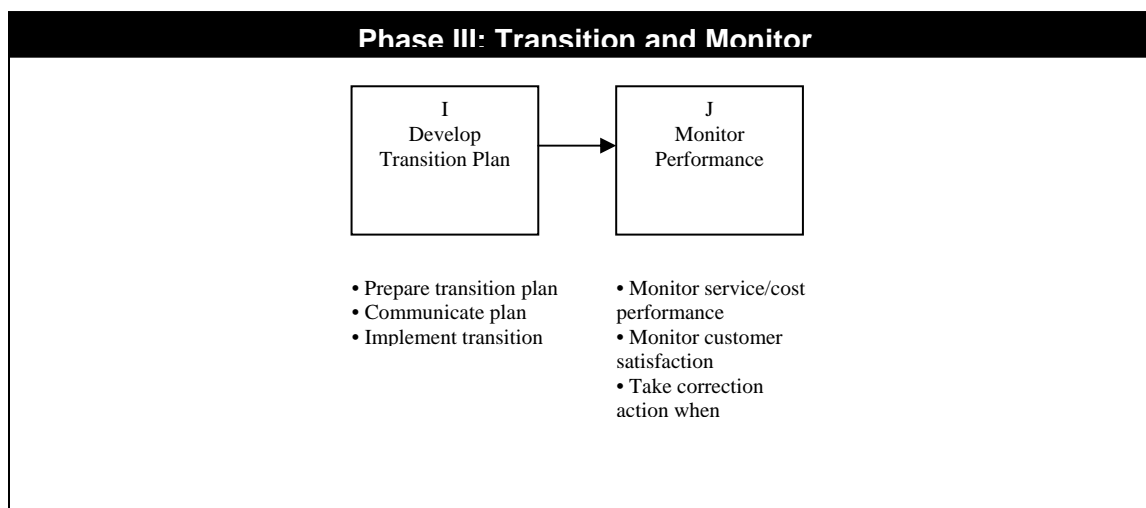 Phase III: Transition and Monitor
I
Develop
Transition Plan
J
Monitor
Performance
• Prepare transition plan
• Communicate plan
• Implement transition
• Monitor service/cost
performance
• Monitor customer
satisfaction
• Take correction
action when